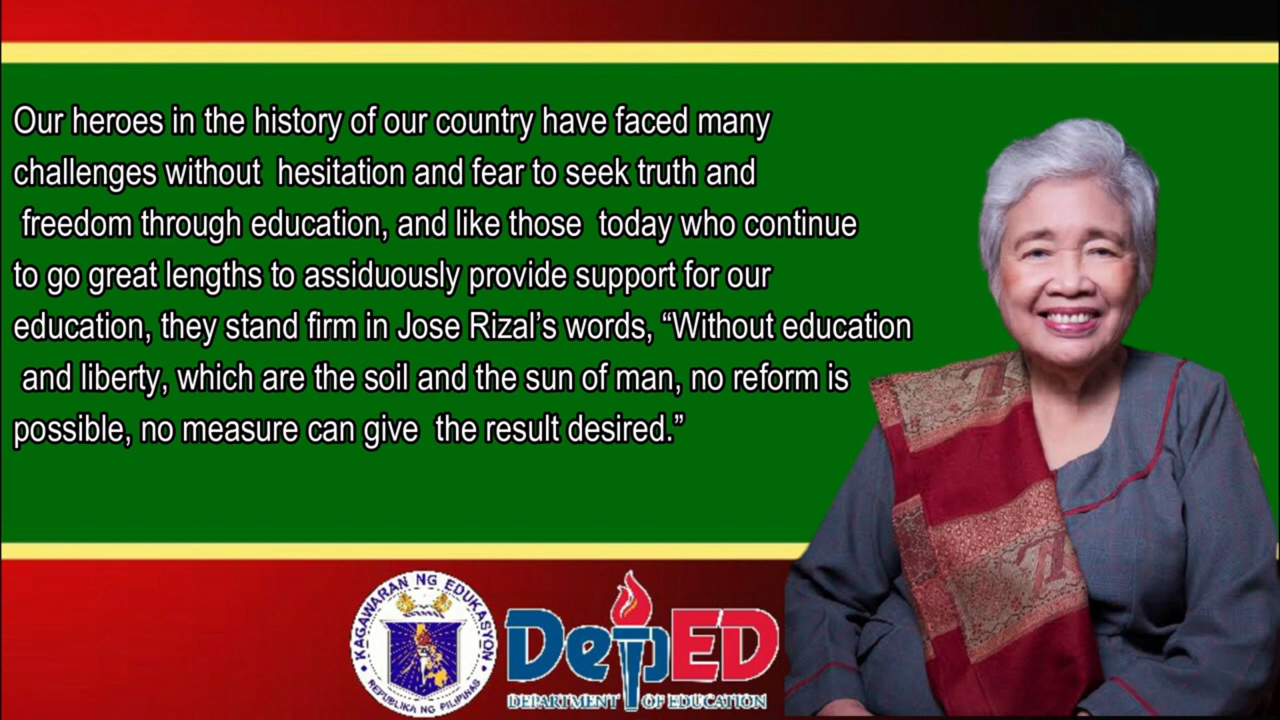 Our heroes in the history of our country have faced many
challenges without hesitation and fear to seek truth and
freedom through education, and like those today who continue
to go great lengths to assiduously provide support for our
education, they stand firm in Jose Rizal’s words, “Without education
and liberty, which are the soil and the sun of man, no reform is
possible, no measure can give the result desired.”
KAGAWARAN NG EDUKASYON
REPUBLIKA NG PILIPINAS
DepED
DEPARTMENT OF EDUCATION